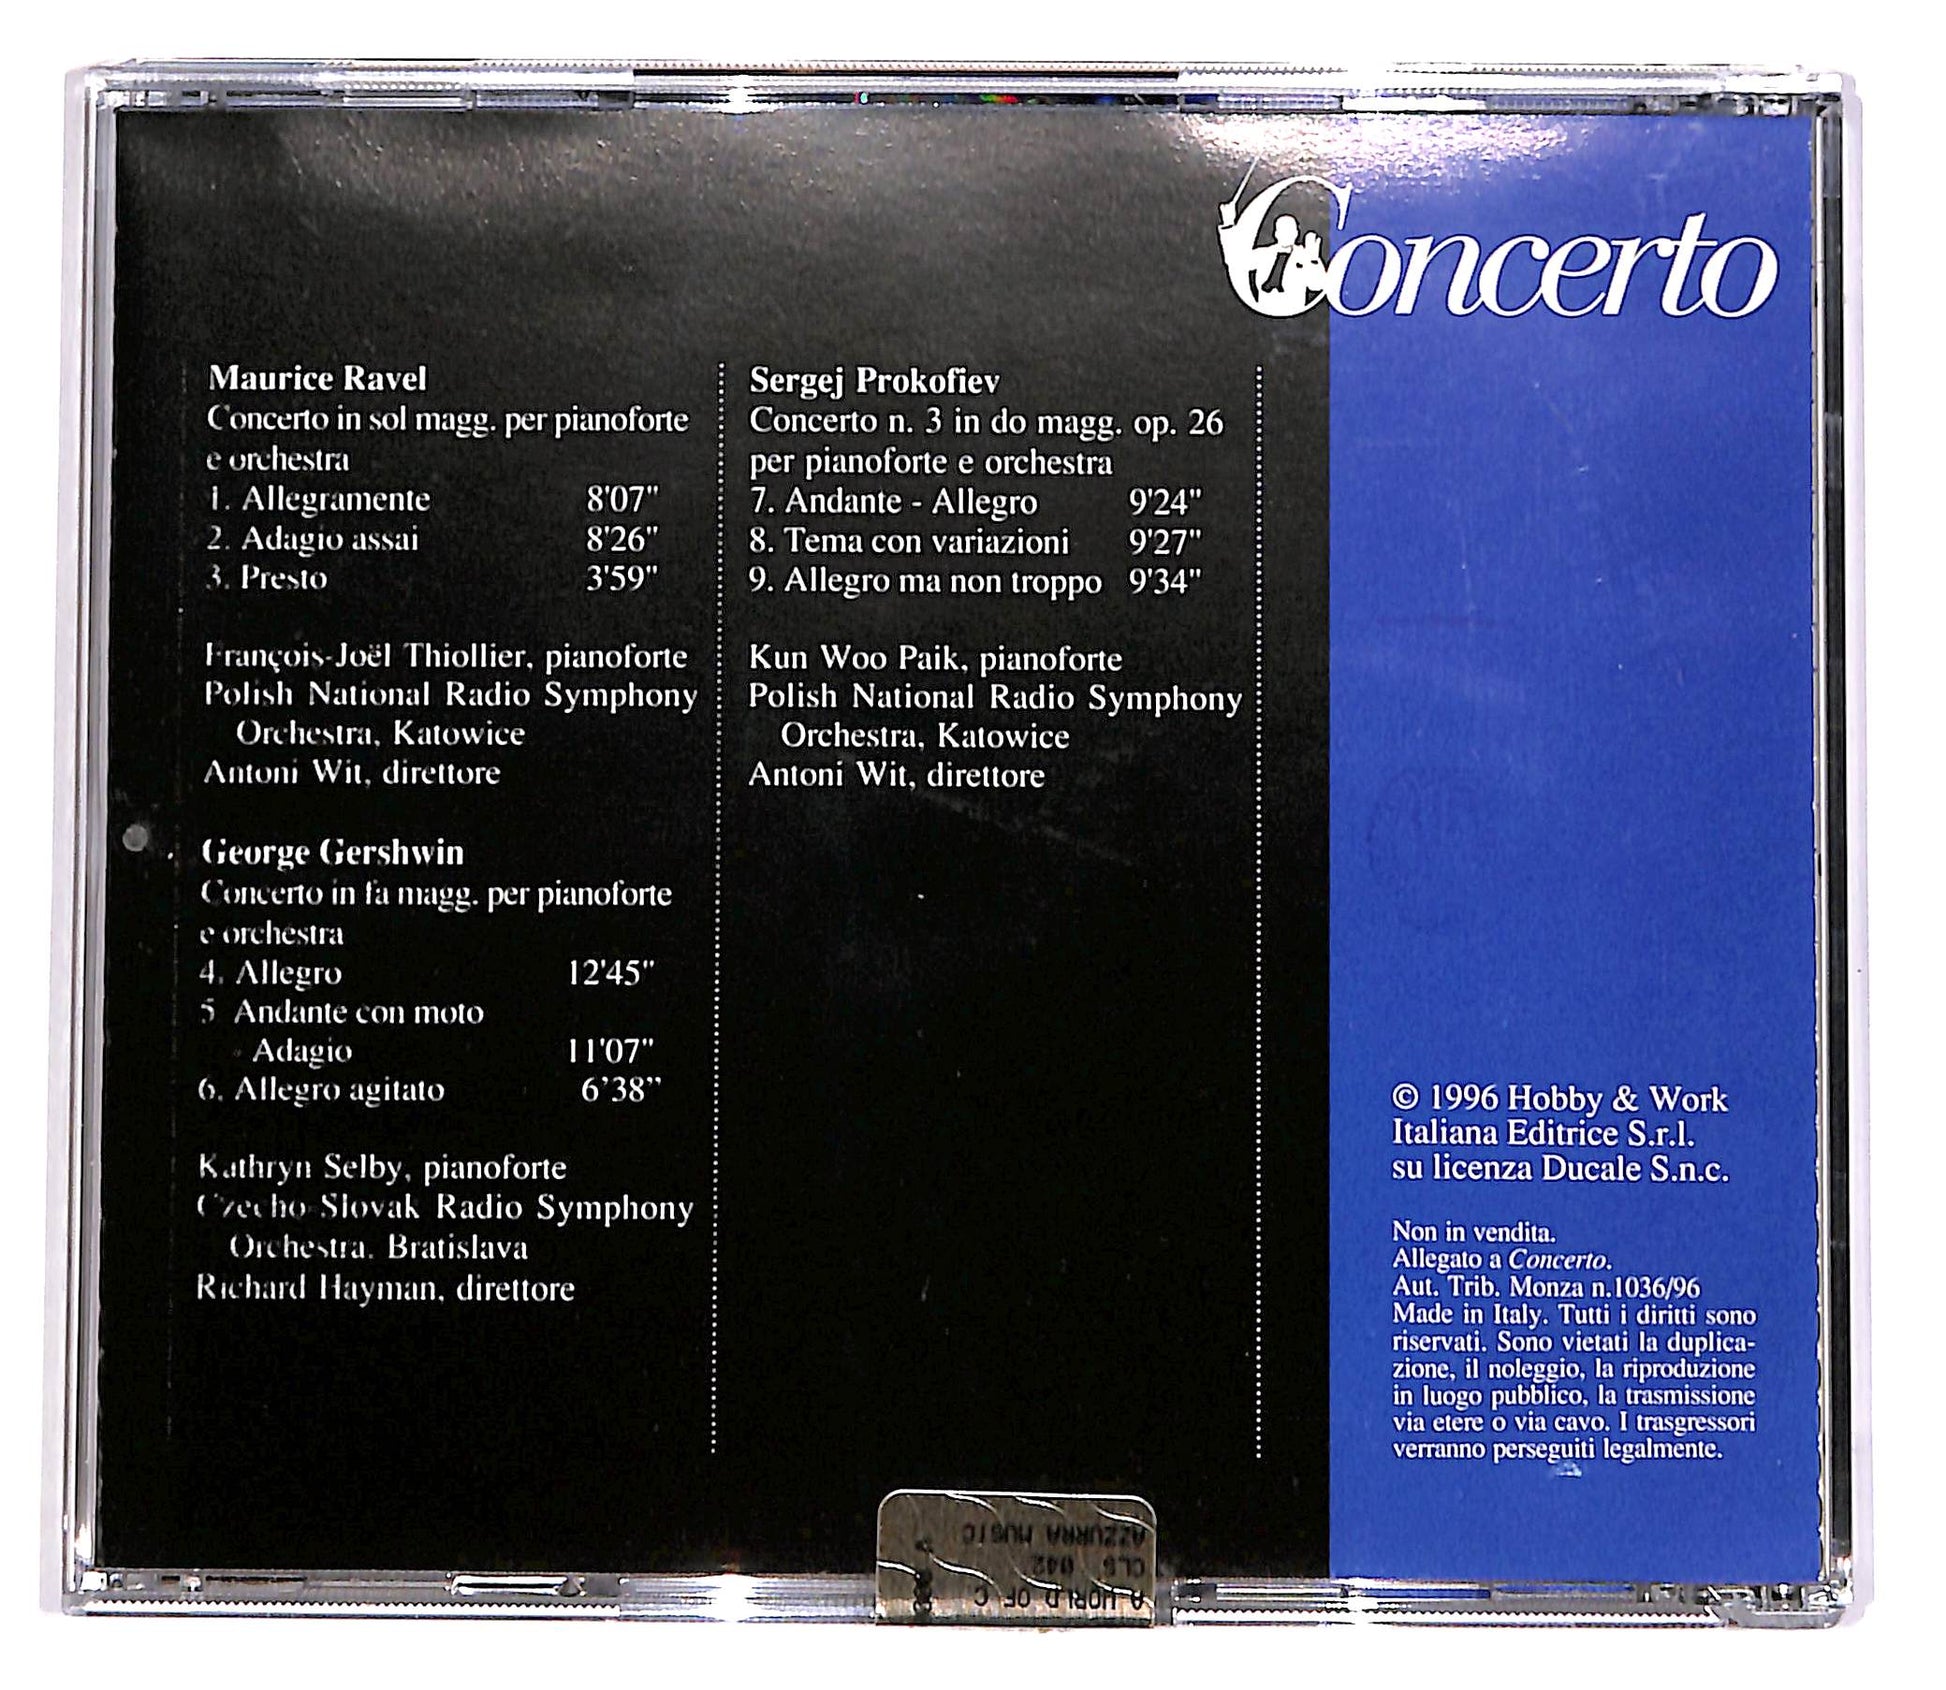 Concerto
Maurice Ravel
Concerto in sol magg. per pianoforte
e orchestra
1. Allegramente 8'07"
2. Adagio assai 8'26"
3. Presto 3'59"
François-Joël Thiollier, pianoforte
Polish National Radio Symphony
Orchestra, Katowice
Antoni Wit, direttore
George Gershwin
Concerto in fa magg. per pianoforte
e orchestra
4. Allegro 12'45"
5 Andante con moto
Adagio 11'07"
6. Allegro agitato 6'38"
Kathryn Selby, pianoforte
Czecho-Slovak Radio Symphony
Orchestra, Bratislava
Richard Hayman, direttore
Sergej Prokofiev
Concerto n. 3 in do magg. op. 26
per pianoforte e orchestra
7. Andante - Allegro 9'24"
8. Tema con variazioni 9'27"
9. Allegro ma non troppo 9'34"
Kun Woo Paik, pianoforte
Polish National Radio Symphony
Orchestra, Katowice
Antoni Wit, direttore
© 1996 Hobby & Work
Italiana Editrice S.r.l.
su licenza Ducale S.n.c.
Non in vendita.
Allegato a Concerto.
Aut. Trib. Monza n.1036/96
Made in Italy. Tutti i diritti sono
riservati. Sono vietati la duplica-
zione, il noleggio, la riproduzione
in luogo pubblico, la trasmissione
via etere o via cavo. I trasgressori
verranno perseguiti legalmente.
A WORLD OF C
CLS 042
AZZURRA MUSIC